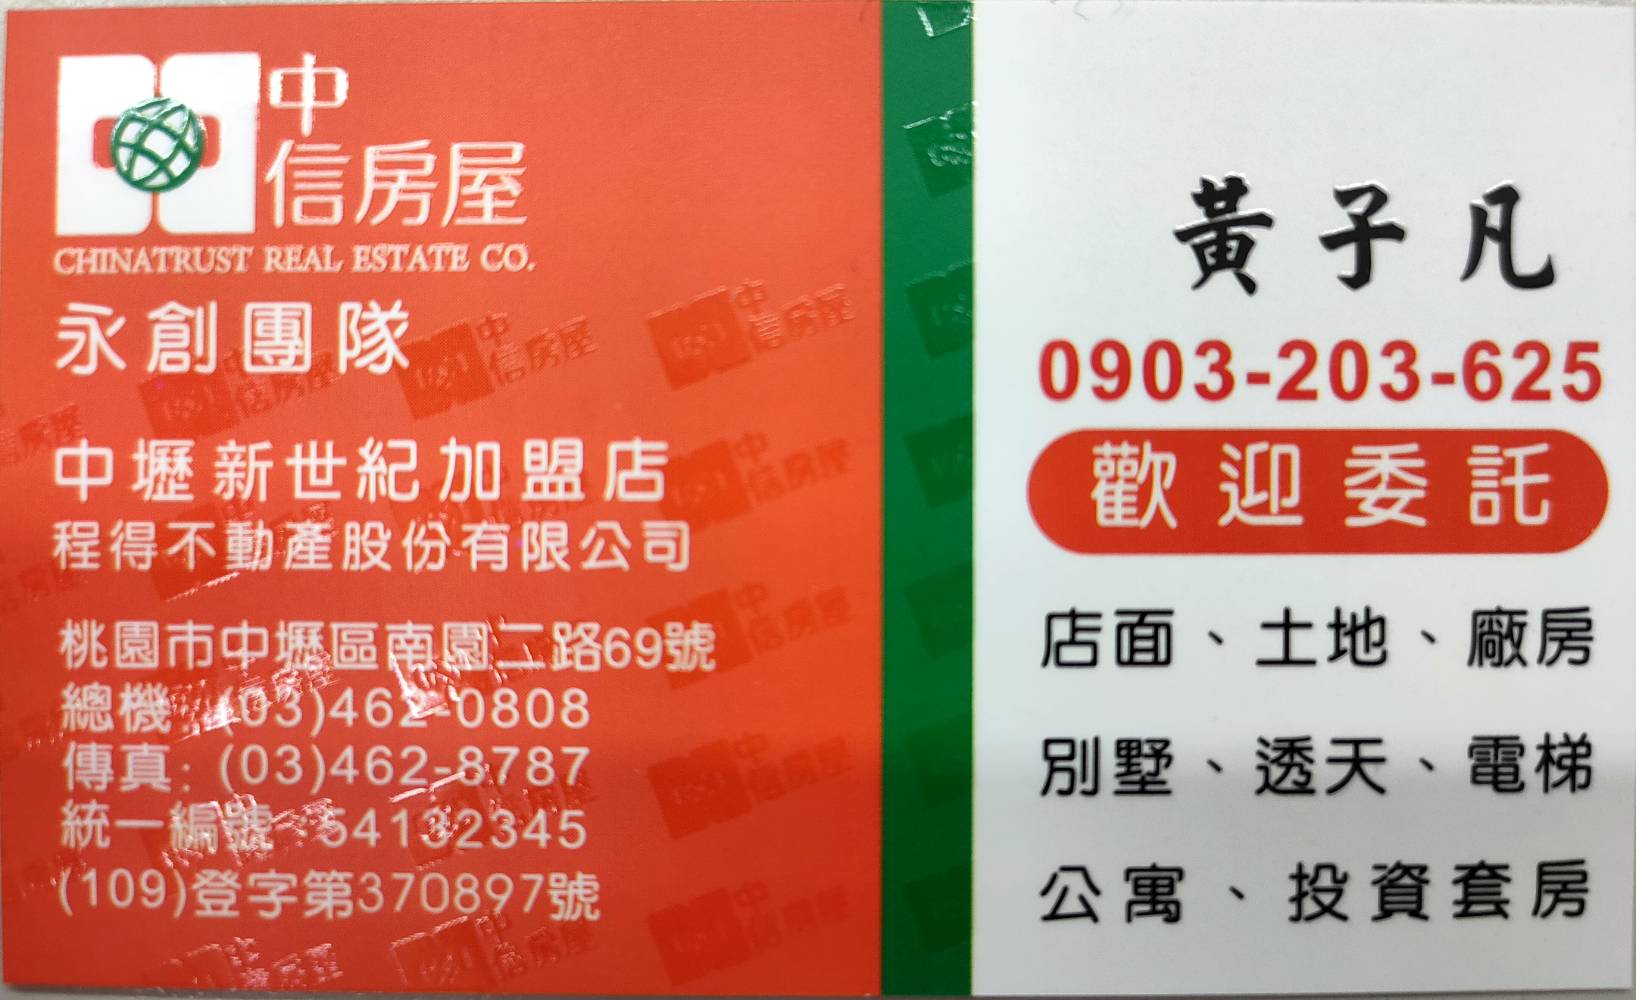 中
信房屋
CHINATRUST REAL ESTATE CO.
永創團隊
中壢新世紀加盟店
程得不動產股份有限公司
桃園市中壢區南園二路69號
總機:(03)462-0808
傳真:(03)462-8787
統一編號:54132345
(109)登字第370897號
黃子凡
0903-203-625
歡迎委託
店面、土地、廠房
別墅、透天、電梯
公寓、投資套房